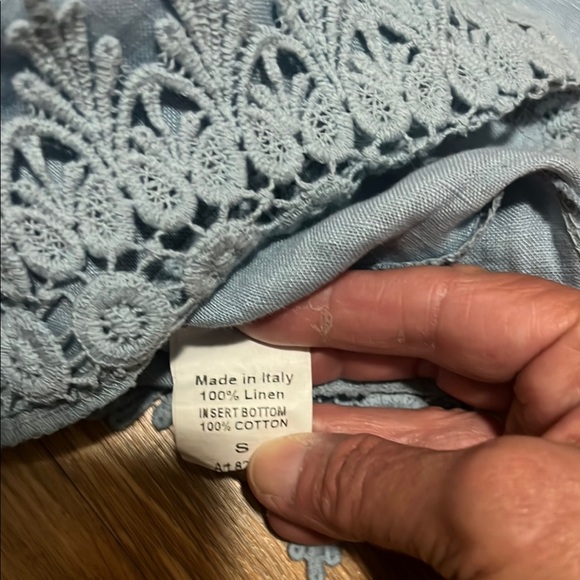 Made in Italy
100% Linen
INSERT BOTTOM
100% COTTON
S